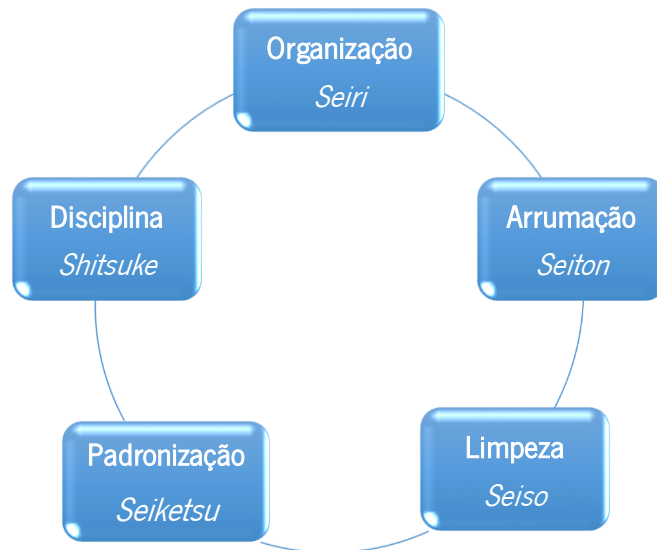 Organização
Seiri
Arrumação
Seiton
Limpeza
Seiso
Padronização
Seiketsu
Disciplina
Shitsuke